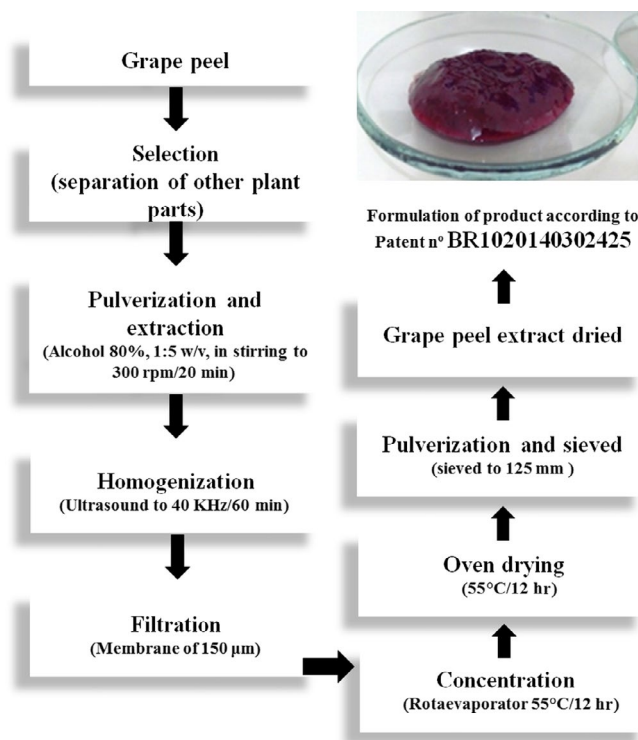 Grape peel
Selection
(separation of other plant
parts)
Pulverization and
extraction
(Alcohol 80%, 1:5 w/v, in stirring to
300 rpm/20 min)
Homogenization
(Ultrasound to 40 KHz/60 min)
Filtration
(Membrane of 150 µm)
Concentration
(Rotaevaporator 55°C/12 hr)
Oven drying
(55°C/12 hr)
Pulverization and sieved
(sieved to 125 mm )
Grape peel extract dried
Formulation of product according to
Patent nº BR1020140302425